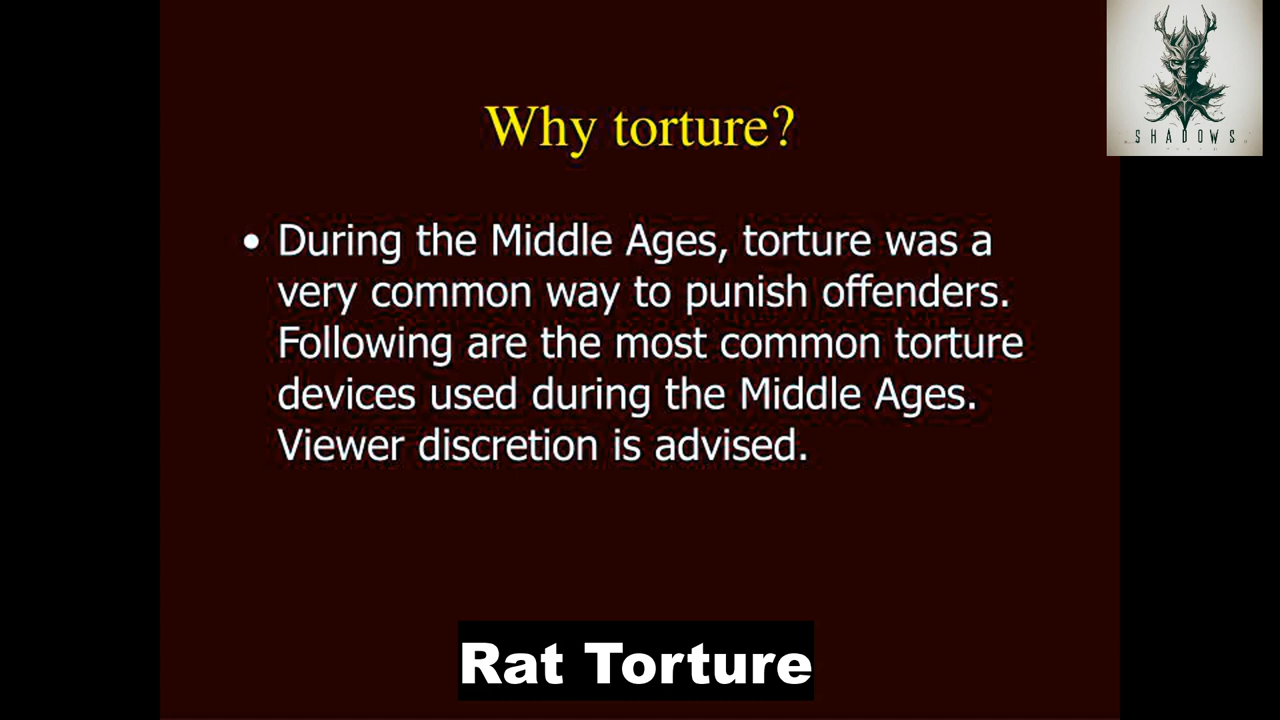 SHADOWS
Why torture?
• During the Middle Ages, torture was a
very common way to punish offenders.
Following are the most common torture
devices used during the Middle Ages.
Viewer discretion is advised.
Rat Torture